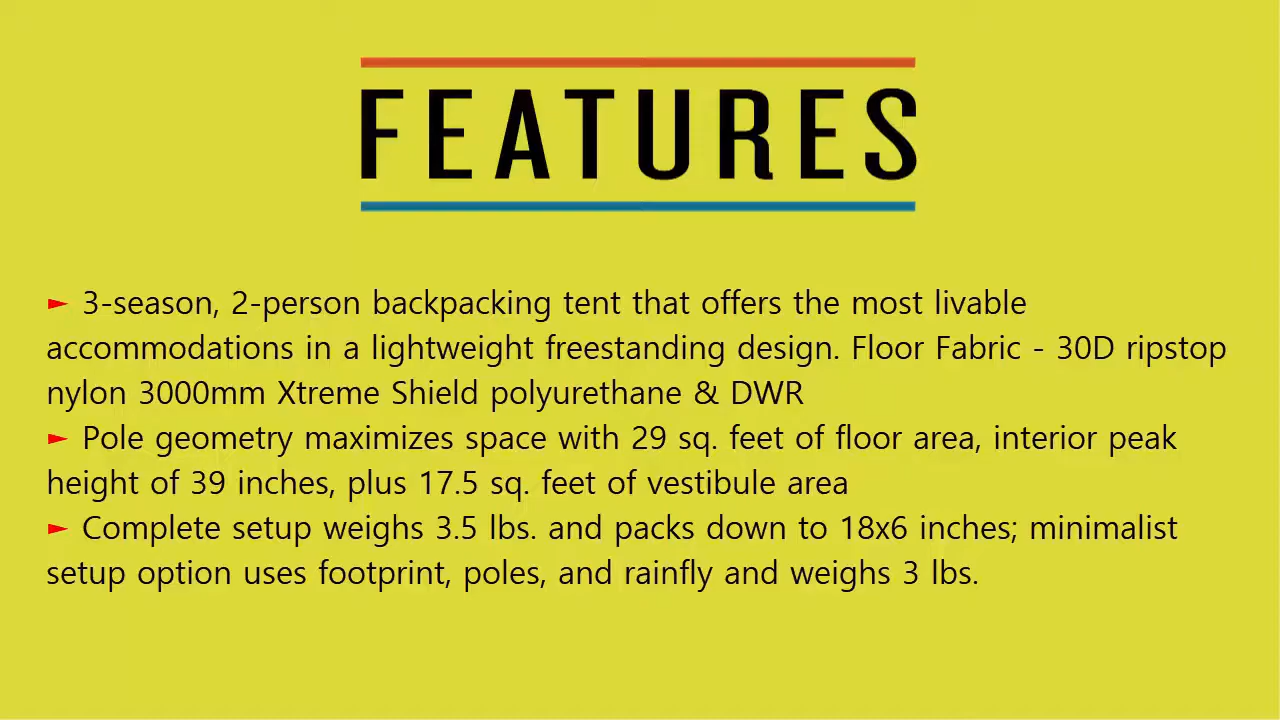 FEATURES
► 3-season, 2-person backpacking tent that offers the most livable
accommodations in a lightweight freestanding design. Floor Fabric - 30D ripstop
nylon 3000mm Xtreme Shield polyurethane & DWR
► Pole geometry maximizes space with 29 sq. feet of floor area, interior peak
height of 39 inches, plus 17.5 sq. feet of vestibule area
► Complete setup weighs 3.5 lbs. and packs down to 18x6 inches; minimalist
setup option uses footprint, poles, and rainfly and weighs 3 lbs.